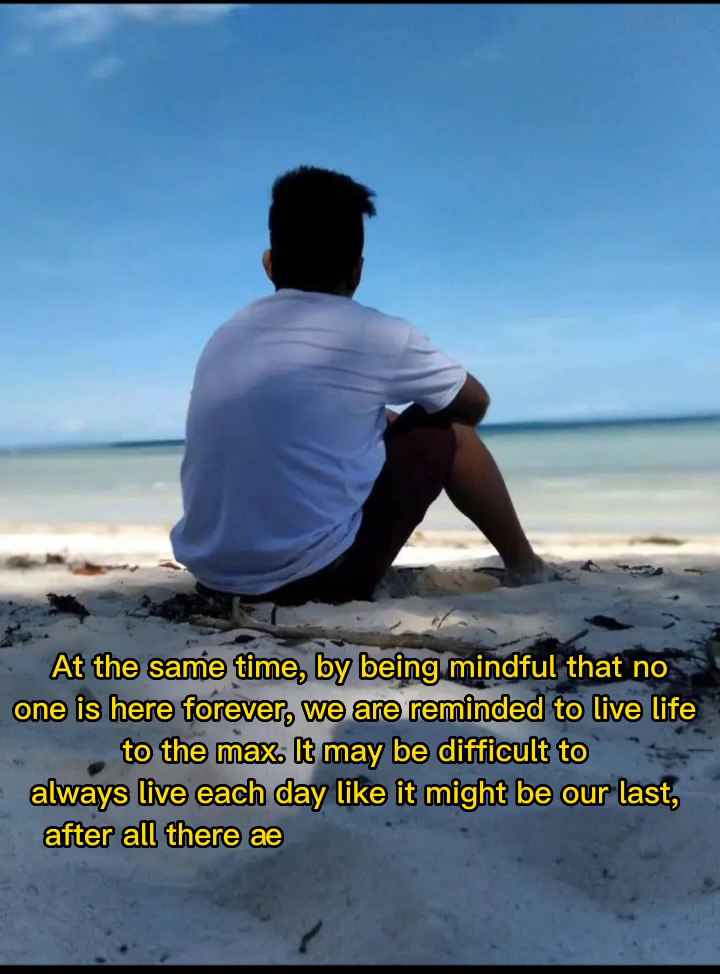 At the same time, by being mindful that no
one is here forever, we are reminded to live life
to the max. It may be difficult to
always live each day like it might be our last,
after all there ae